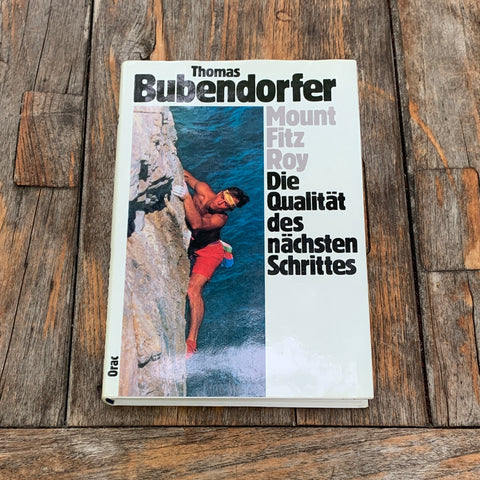 Thomas
Bubendorfer
Mount
Fitz
Roy
Die
Qualität
des
nächsten
Schrittes
Orac